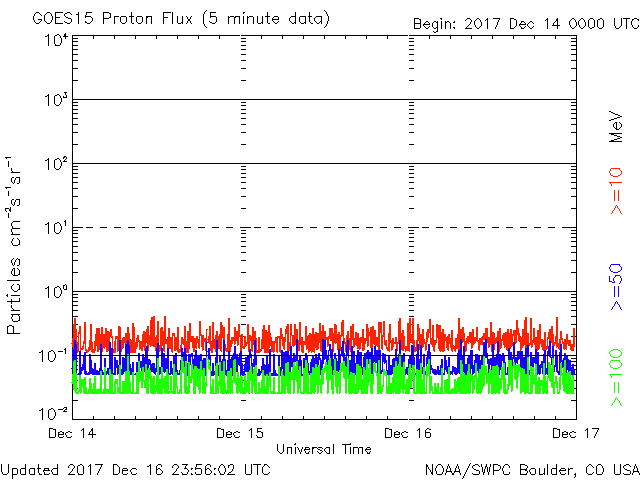 GOES15 Proton Flux (5 minute data)
Begin: 2017 Dec 14 0000 UTC
Particles cm⁻²s⁻¹sr⁻¹
10⁴
10³
10²
10¹
10⁰
10⁻¹
10⁻²
Dec 14
Dec 15
Dec 16
Dec 17
Universal Time
MeV
>=10
>=50
>=100
Updated 2017 Dec 16 23:56:02 UTC
NOAA/SWPC Boulder, CO USA